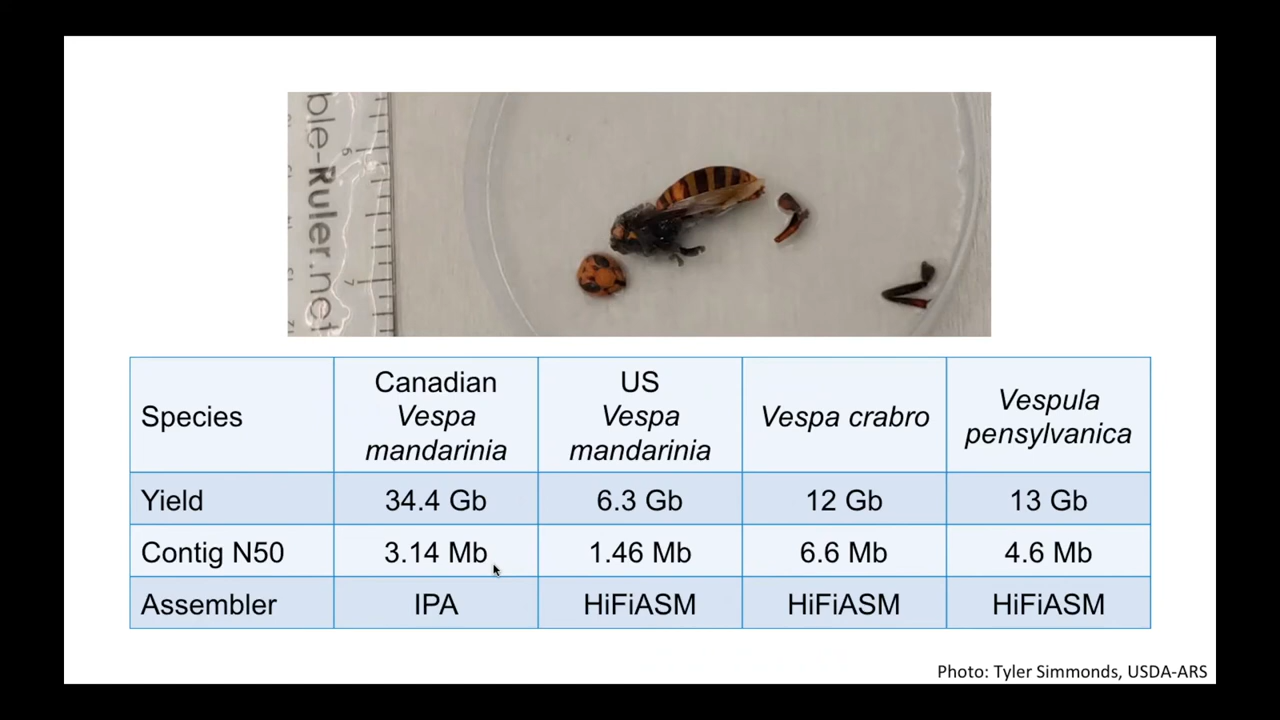 ble-Ruler.net
6
7
Species
Canadian
Vespa
mandarinia
US
Vespa
mandarinia
Vespa crabro
Vespula
pensylvanica
Yield
34.4 Gb
6.3 Gb
12 Gb
13 Gb
Contig N50
3.14 Mb
1.46 Mb
6.6 Mb
4.6 Mb
Assembler
IPA
HiFiASM
HiFiASM
HiFiASM
Photo: Tyler Simmonds, USDA-ARS